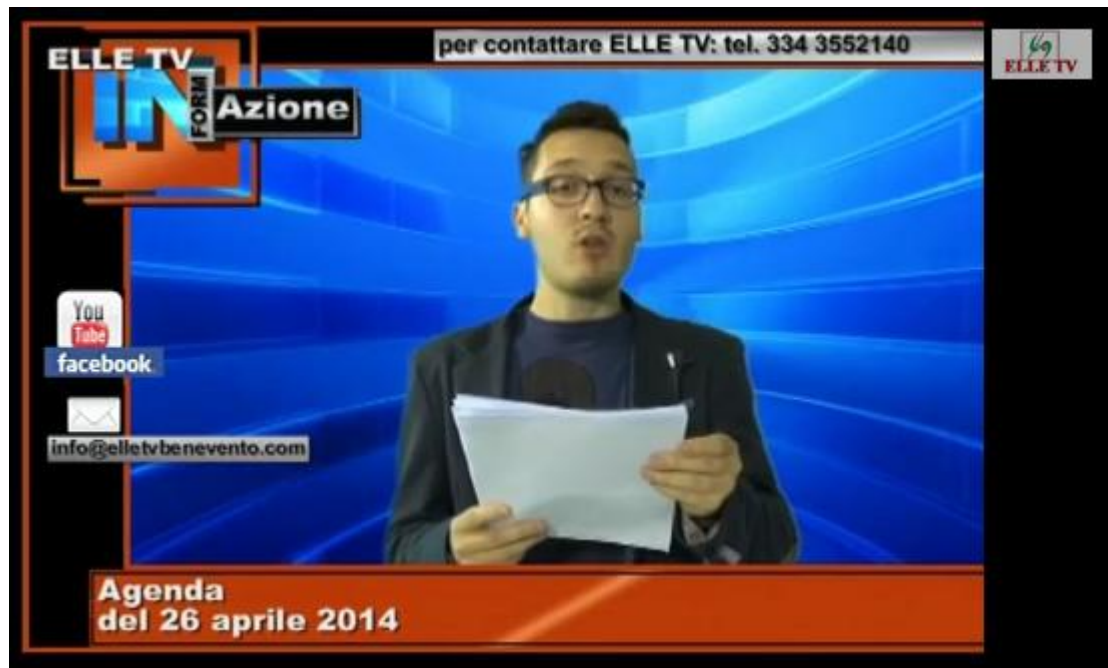 ELLE TV
IN
FORM
Azione
per contattare ELLE TV: tel. 334 3552140
ELLE TV
You
Tube
facebook
info@elletvbenevento.com
Agenda
del 26 aprile 2014